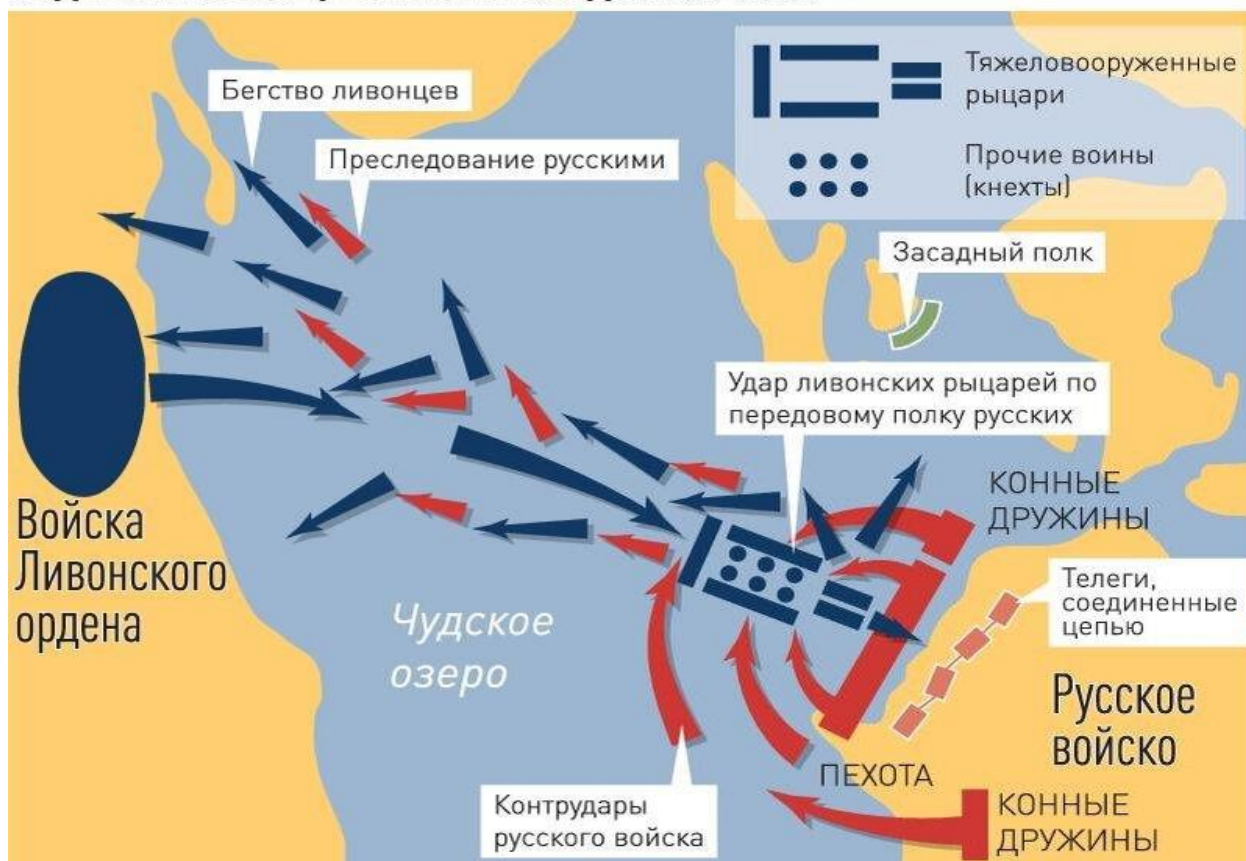 Бегство ливонцев
Преследование русскими
Тяжеловооруженные
рыцари
Прочие воины
(кнехты)
Засадный полк
Удар ливонских рыцарей по
передовому полку русских
КОННЫЕ
ДРУЖИНЫ
Войска
Ливонского
ордена
Телеги,
соединенные
цепью
Чудское
озеро
Русское
войско
ПЕХОТА
Контрудары
русского войска
КОННЫЕ
ДРУЖИНЫ